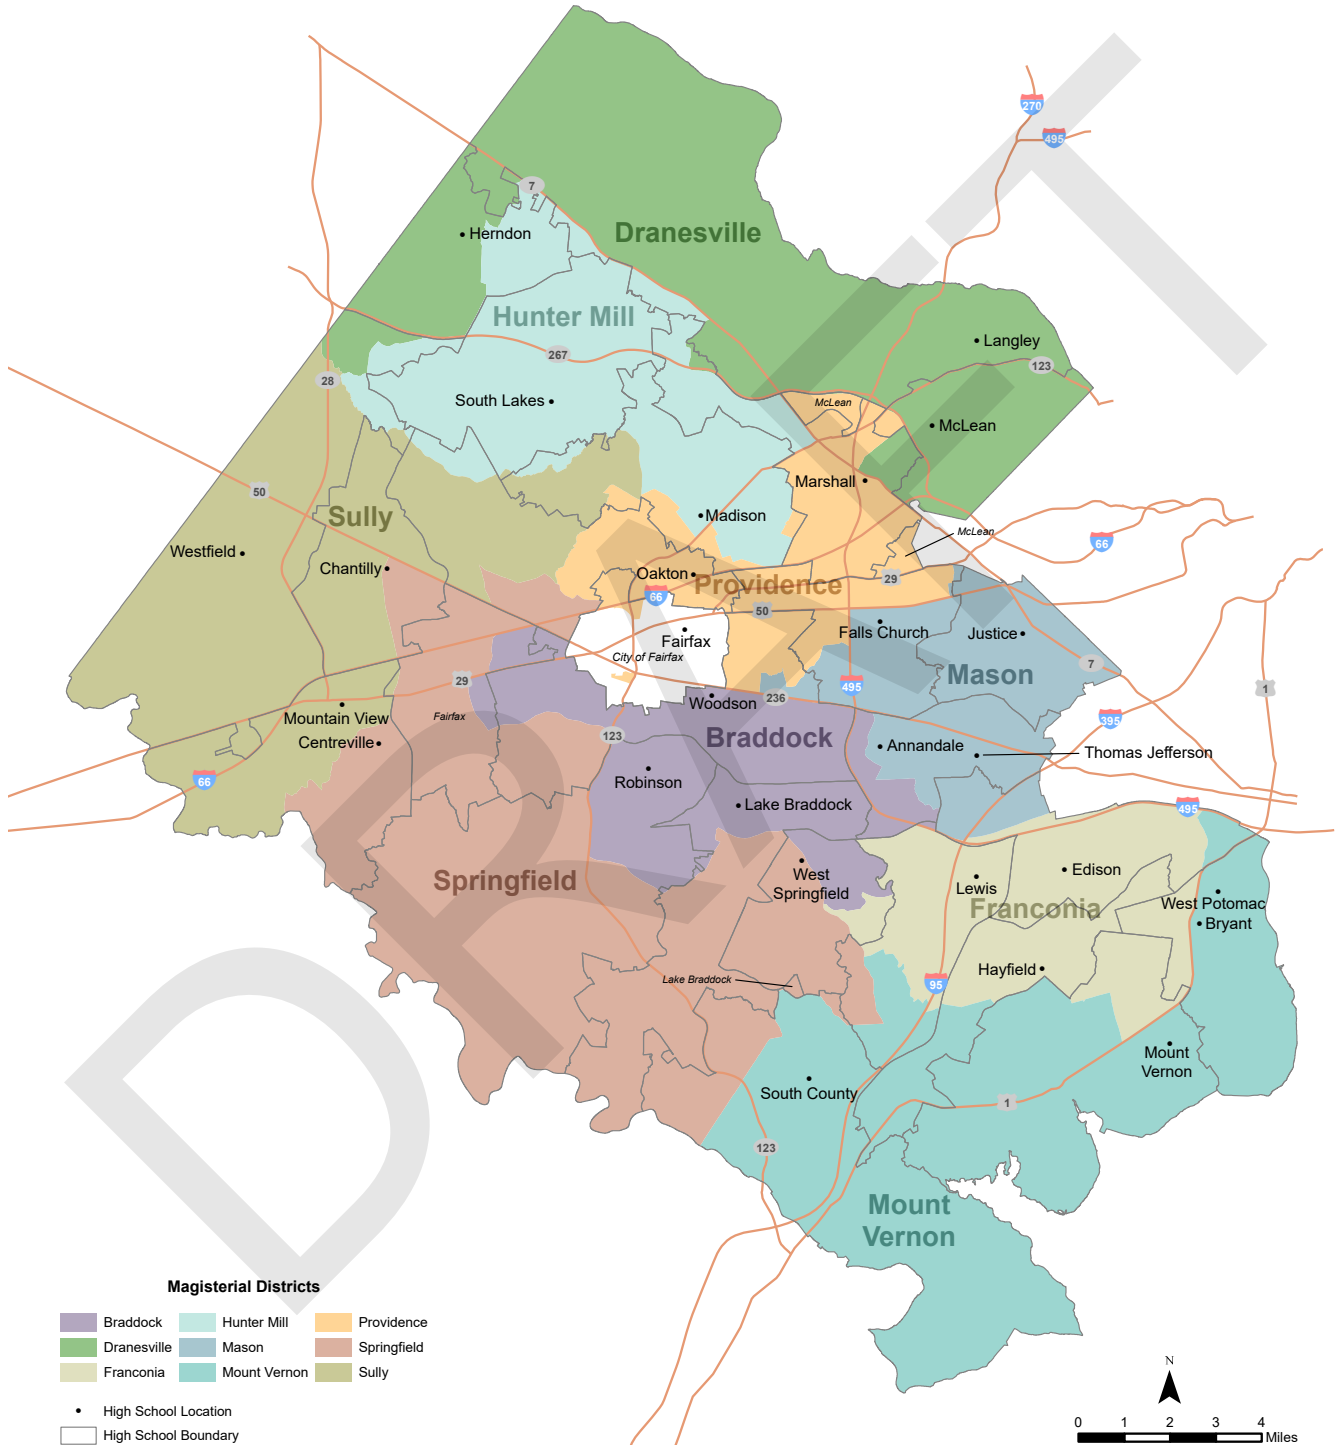 270
495
7
Herndon
Dranesville
Hunter Mill
267
Langley
123
28
South Lakes
McLean
McLean
Marshall
50
Sully
Madison
McLean
66
Westfield
Chantilly
Oakton
Providence
29
66
50
Falls Church
Justice
Fairfax
City of Fairfax
7
Mason
29
495
236
Woodson
1
Mountain View
Fairfax
395
Centreville
123
Braddock
Annandale
Thomas Jefferson
66
Robinson
Lake Braddock
495
Springfield
West
Springfield
Lewis
Edison
Franconia
West Potomac
Bryant
Hayfield
Lake Braddock
95
Mount
Vernon
South County
1
123
Mount
Vernon
DRAFT
Magisterial Districts
Braddock Hunter Mill Providence
Dranesville Mason Springfield
Franconia Mount Vernon Sully
High School Location
High School Boundary
N
0 1 2 3 4
Miles